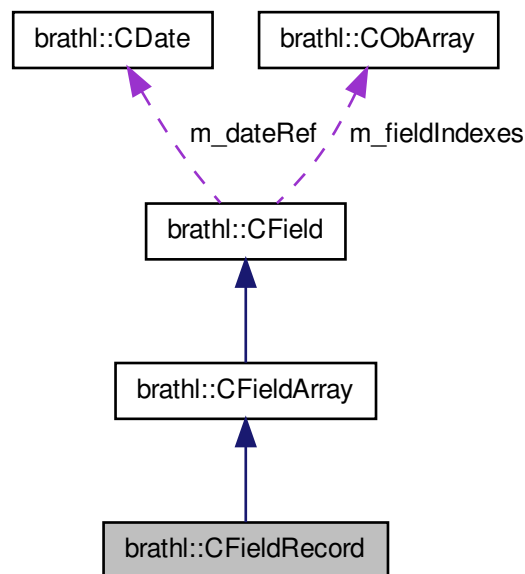 brathl::CDate
brathl::CObArray
m_dateRef
m_fieldIndexes
brathl::CField
brathl::CFieldArray
brathl::CFieldRecord